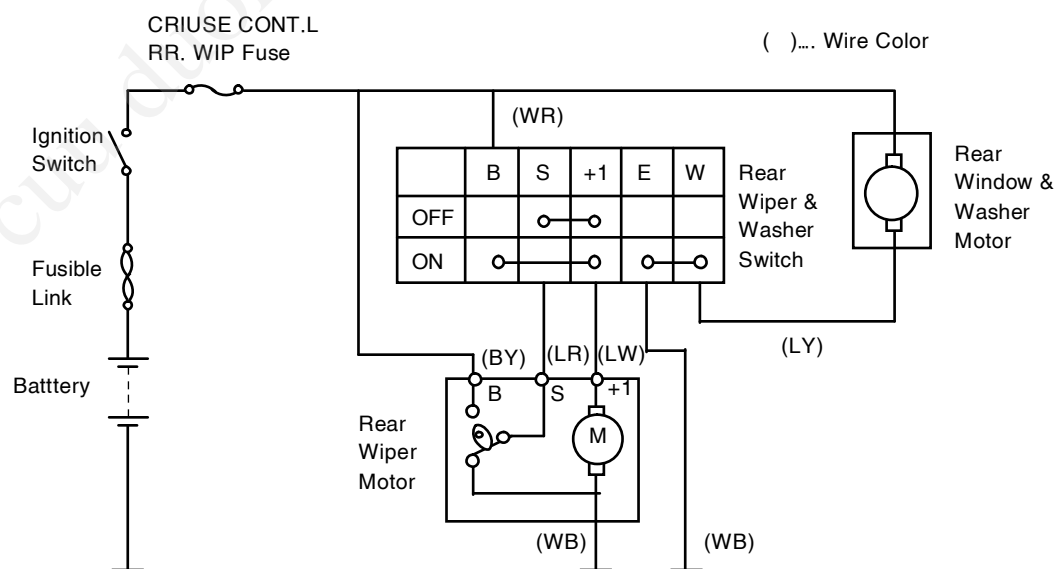 CRIUSE CONT.L
RR. WIP Fuse
( ).... Wire Color
Ignition
Switch
(WR)
B S +1 E W
OFF
ON
Rear
Wiper &
Washer
Switch
Rear
Window &
Washer
Motor
Fusible
Link
(LY)
(BY) (LR) (LW)
Batttery
B S +1
Rear
Wiper
Motor
M
(WB) (WB)